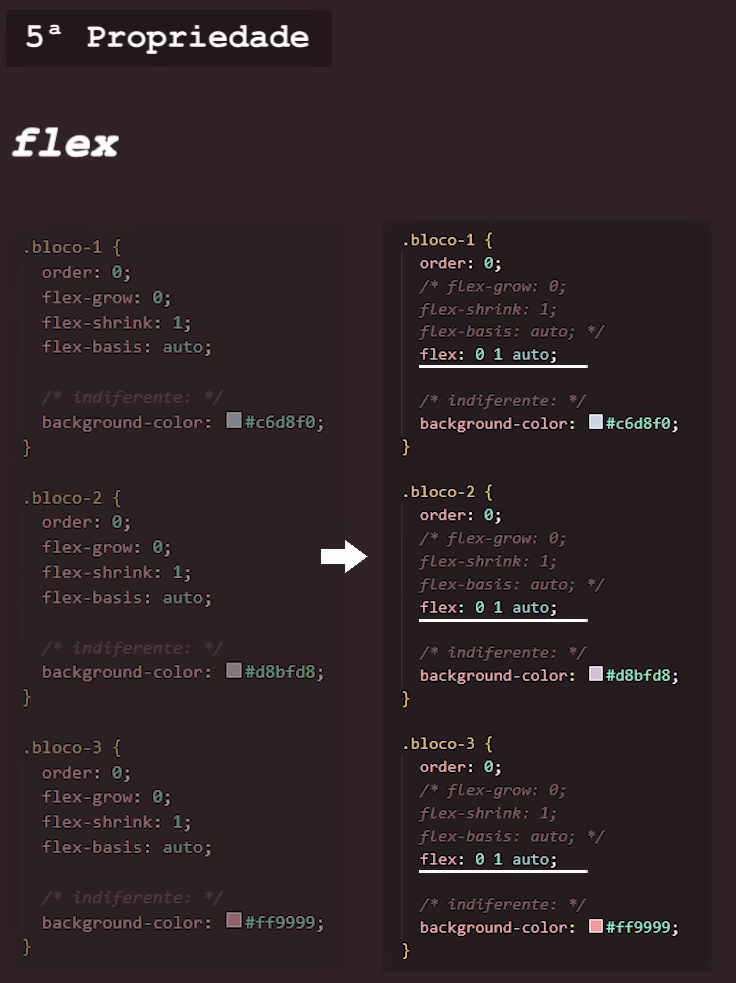 5ª Propriedade
flex
.bloco-1 {
order: 0;
flex-grow: 0;
flex-shrink: 1;
flex-basis: auto;
/* indiferente: */
background-color: #c6d8f0;
}
.bloco-2 {
order: 0;
flex-grow: 0;
flex-shrink: 1;
flex-basis: auto;
/* indiferente: */
background-color: #d8bfd8;
}
.bloco-3 {
order: 0;
flex-grow: 0;
flex-shrink: 1;
flex-basis: auto;
/* indiferente: */
background-color: #ff9999;
}
.bloco-1 {
order: 0;
/* flex-grow: 0;
flex-shrink: 1;
flex-basis: auto; */
flex: 0 1 auto;
/* indiferente: */
background-color: #c6d8f0;
}
.bloco-2 {
order: 0;
/* flex-grow: 0;
flex-shrink: 1;
flex-basis: auto; */
flex: 0 1 auto;
/* indiferente: */
background-color: #d8bfd8;
}
.bloco-3 {
order: 0;
/* flex-grow: 0;
flex-shrink: 1;
flex-basis: auto; */
flex: 0 1 auto;
/* indiferente: */
background-color: #ff9999;
}